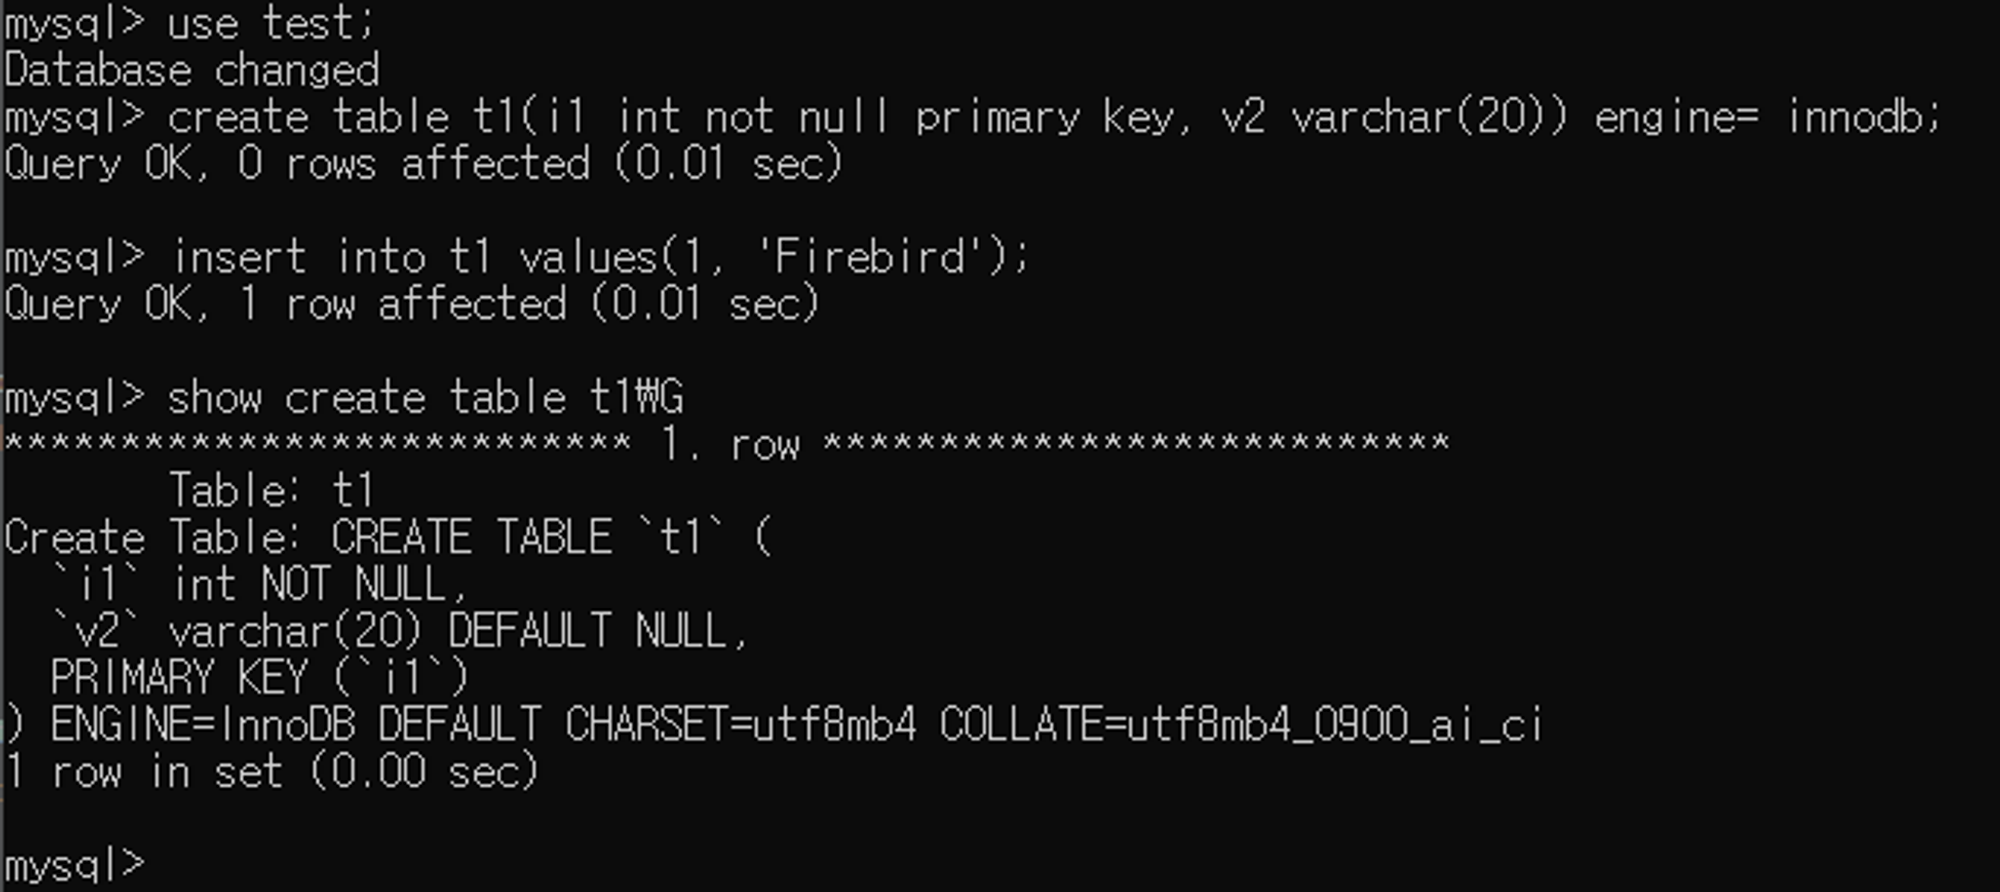 mysql> use test;
Database changed
mysql> create table t1(i1 int not null primary key, v2 varchar(20)) engine= innodb;
Query OK, 0 rows affected (0.01 sec)
mysql> insert into t1 values(1, 'Firebird');
Query OK, 1 row affected (0.01 sec)
mysql> show create table t1₩G
*************************** 1. row ***************************
       Table: t1
Create Table: CREATE TABLE `t1` (
  `i1` int NOT NULL,
  `v2` varchar(20) DEFAULT NULL,
  PRIMARY KEY (`i1`)
) ENGINE=InnoDB DEFAULT CHARSET=utf8mb4 COLLATE=utf8mb4_0900_ai_ci
1 row in set (0.00 sec)
mysql>